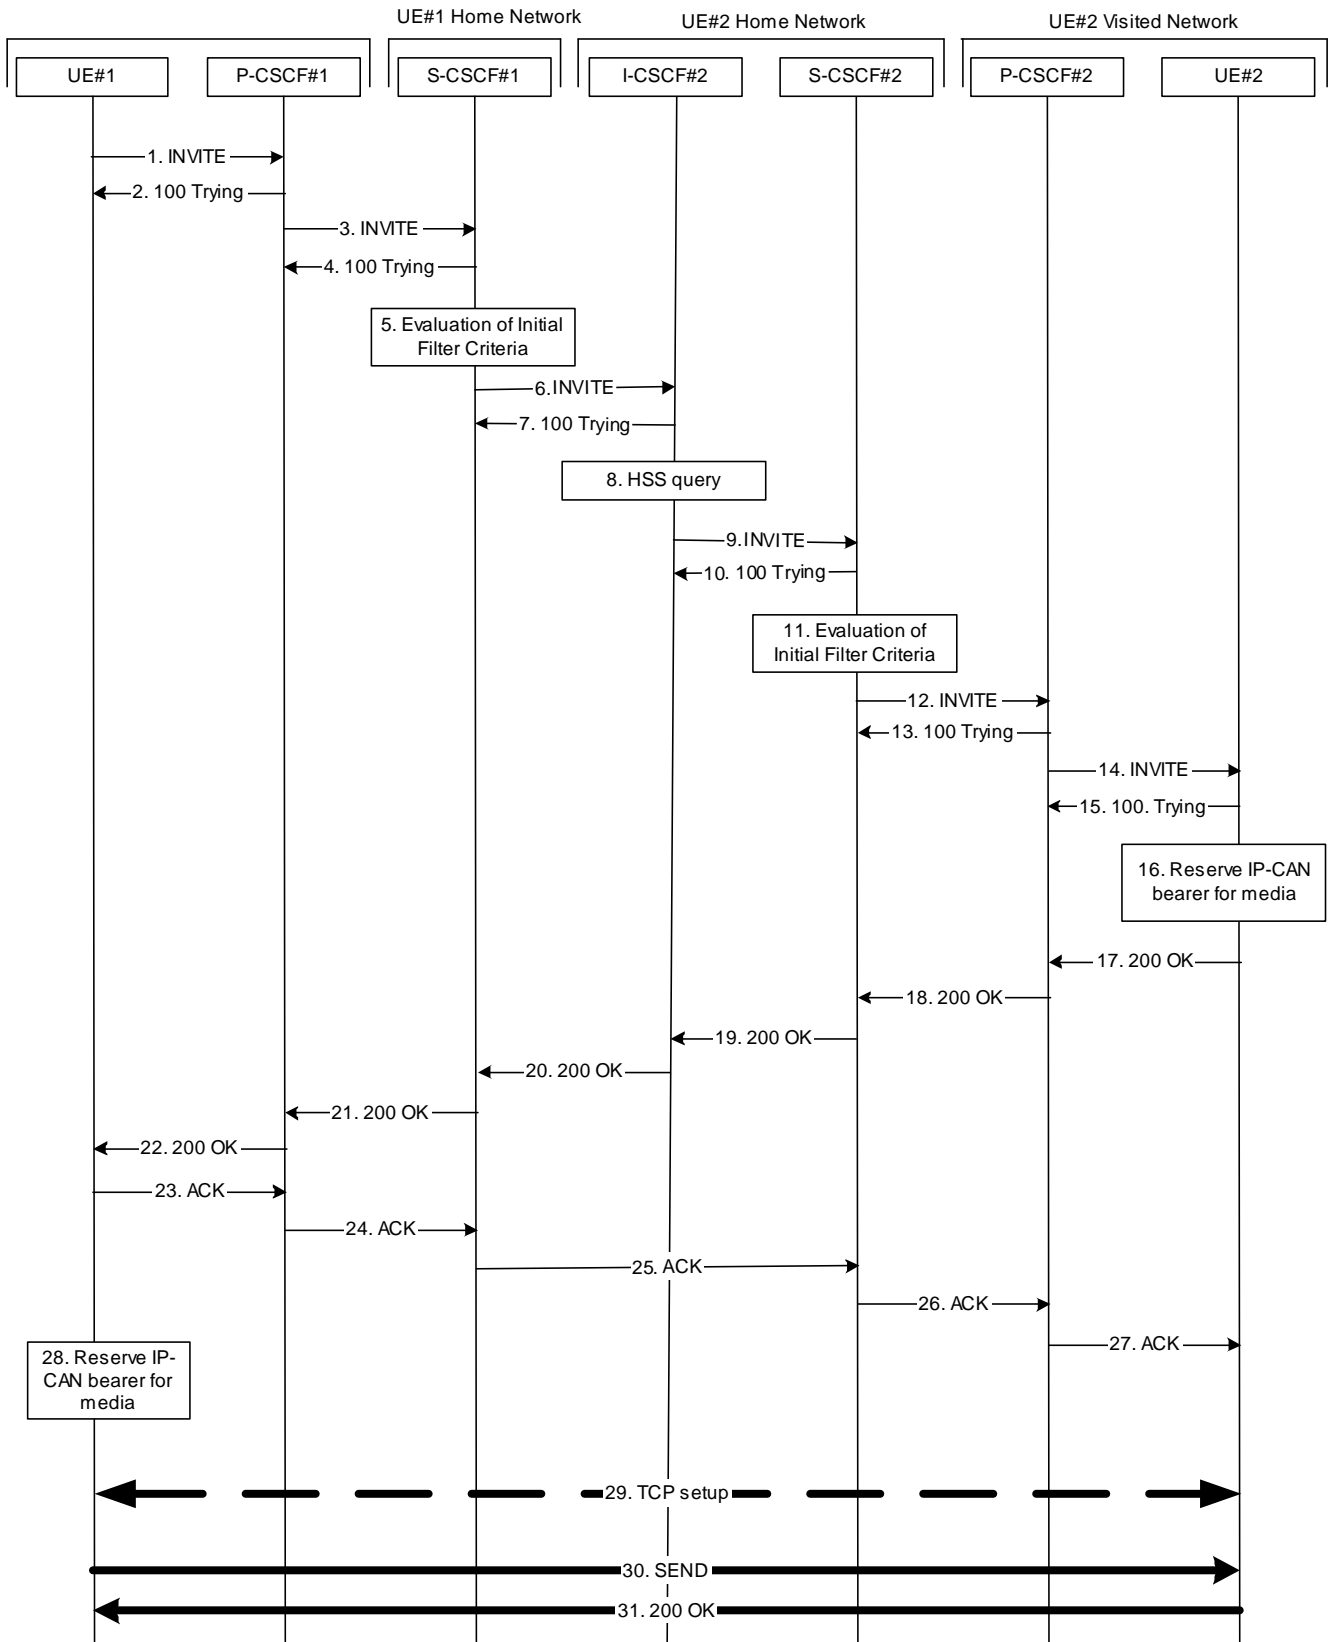 UE#1 Home Network
UE#2 Home Network
UE#2 Visited Network
UE#1
P-CSCF#1
S-CSCF#1
I-CSCF#2
S-CSCF#2
P-CSCF#2
UE#2
1. INVITE
2. 100 Trying
3. INVITE
4. 100 Trying
5. Evaluation of Initial
Filter Criteria
6.INVITE
7. 100 Trying
8. HSS query
9.INVITE
10. 100 Trying
11. Evaluation of
Initial Filter Criteria
12. INVITE
13. 100 Trying
14. INVITE
15. 100. Trying
16. Reserve IP-CAN
bearer for media
17. 200 OK
18. 200 OK
19. 200 OK
20. 200 OK
21. 200 OK
22. 200 OK
23. ACK
24. ACK
25. ACK
26. ACK
27. ACK
28. Reserve IP-
CAN bearer for
media
29. TCP setup
30. SEND
31. 200 OK